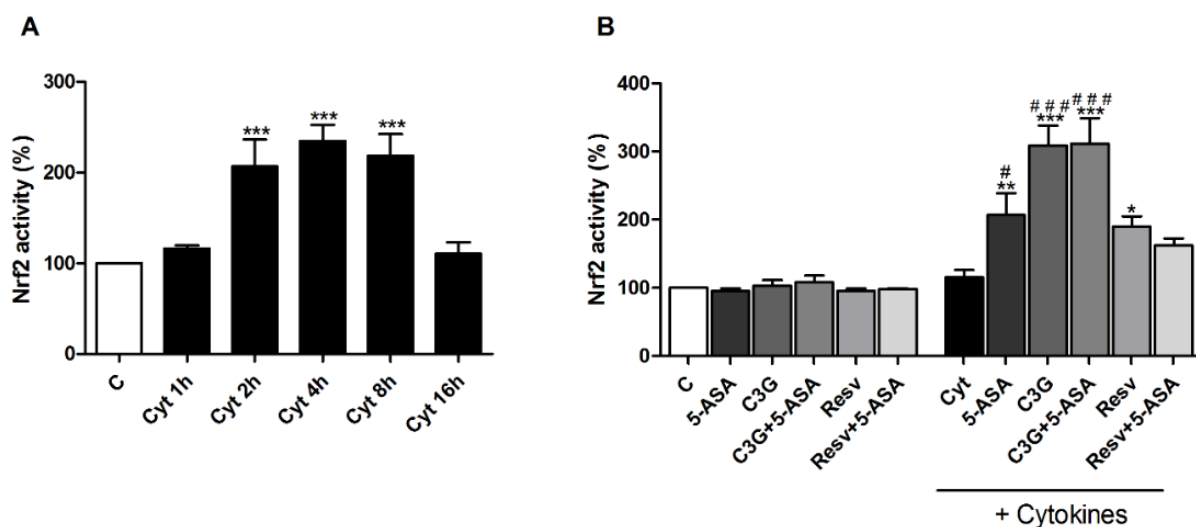 A
Nrf2 activity (%)
300
200
100
0
***
***
***
C
Cyt 1h
Cyt 2h
Cyt 4h
Cyt 8h
Cyt 16h
B
Nrf2 activity (%)
400
300
200
100
0
#
**
# # #
***
# # #
***
*
C
5-ASA
C3G
C3G+5-ASA
Resv
Resv+5-ASA
Cyt
5-ASA
C3G
C3G+5-ASA
Resv
Resv+5-ASA
+ Cytokines